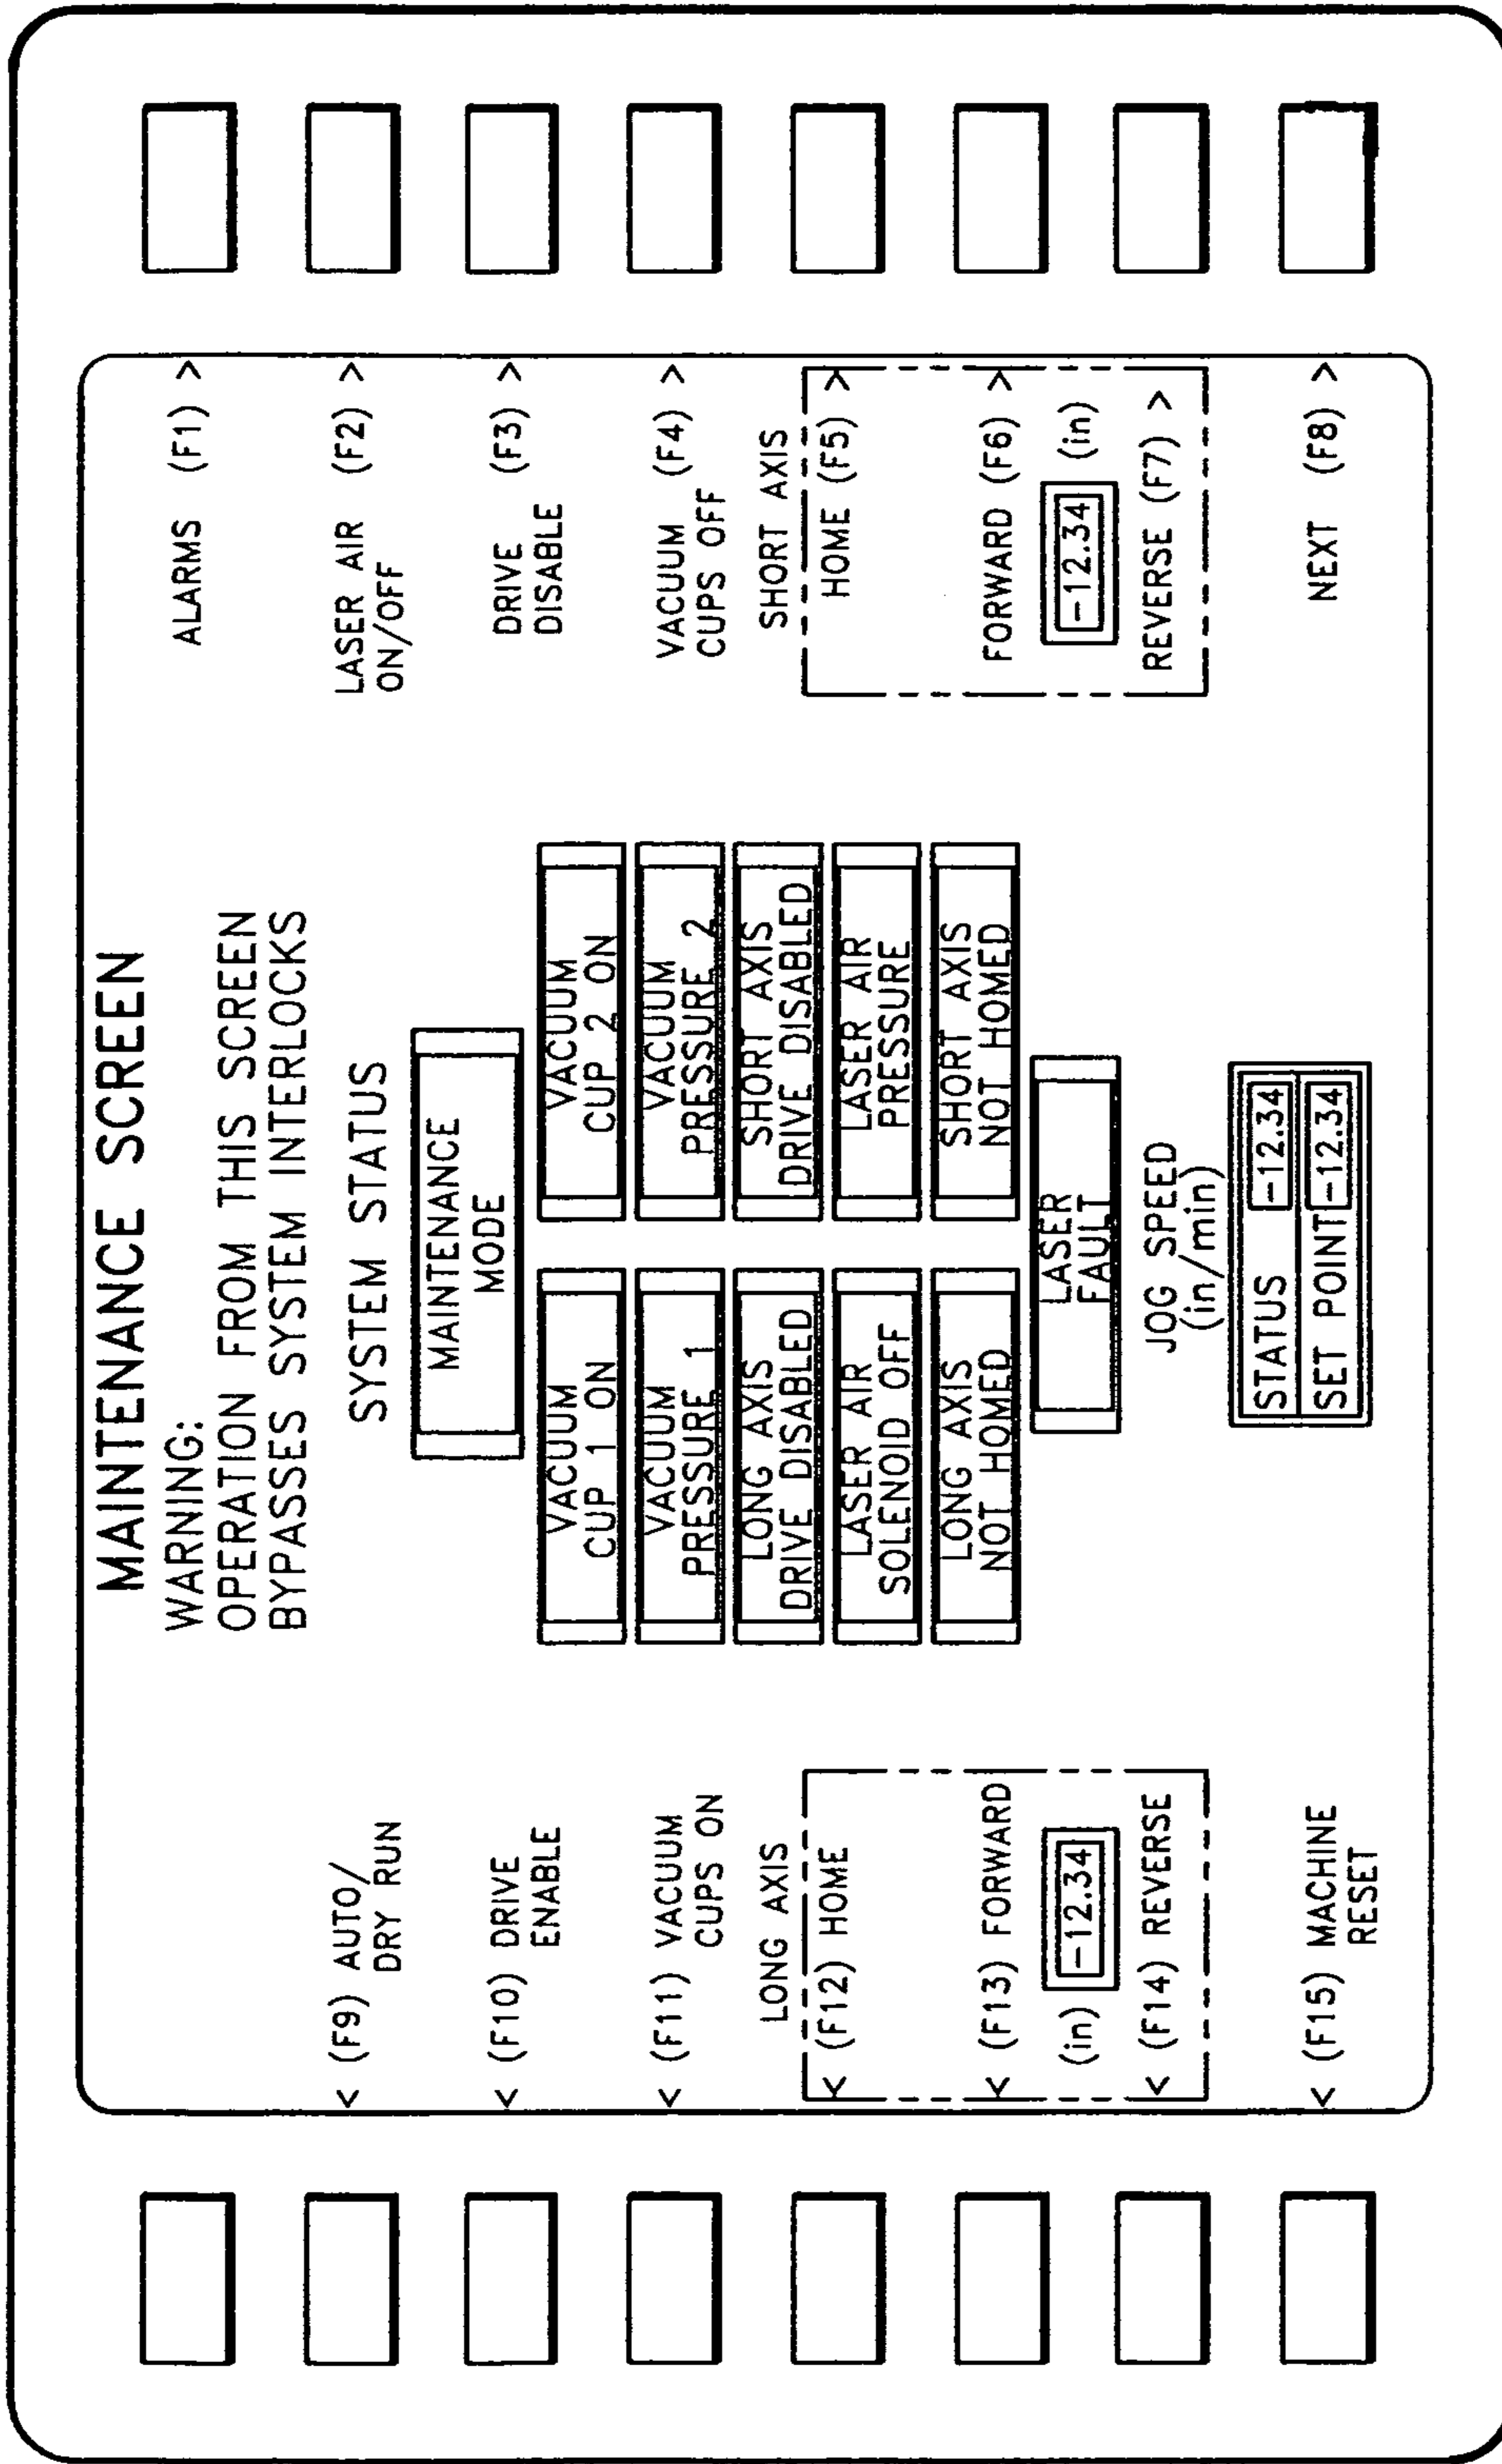 MAINTENANCE SCREEN
WARNING:
OPERATION FROM THIS SCREEN
BYPASSES SYSTEM INTERLOCKS
SYSTEM STATUS
MAINTENANCE
MODE
< (F9) AUTO/
DRY RUN
< (F10) DRIVE
ENABLE
< (F11) VACUUM
CUPS ON
LONG AXIS
< (F12) HOME
< (F13) FORWARD
(in) -12.34
< (F14) REVERSE
< (F15) MACHINE
RESET
VACUUM
CUP 1 ON
VACUUM
PRESSURE 1
LONG AXIS
DRIVE DISABLED
LASER AIR
SOLENOID OFF
LONG AXIS
NOT HOMED
VACUUM
CUP 2 ON
VACUUM
PRESSURE 2
SHORT AXIS
DRIVE DISABLED
LASER AIR
PRESSURE
SHORT AXIS
NOT HOMED
LASER
FAULT
JOG SPEED
(in/min)
STATUS -12.34
SET POINT -12.34
ALARMS (F1) >
LASER AIR (F2) >
ON/OFF
DRIVE (F3) >
DISABLE
VACUUM (F4) >
CUPS OFF
SHORT AXIS
HOME (F5) >
FORWARD (F6) >
-12.34 (in)
REVERSE (F7) >
NEXT (F8) >